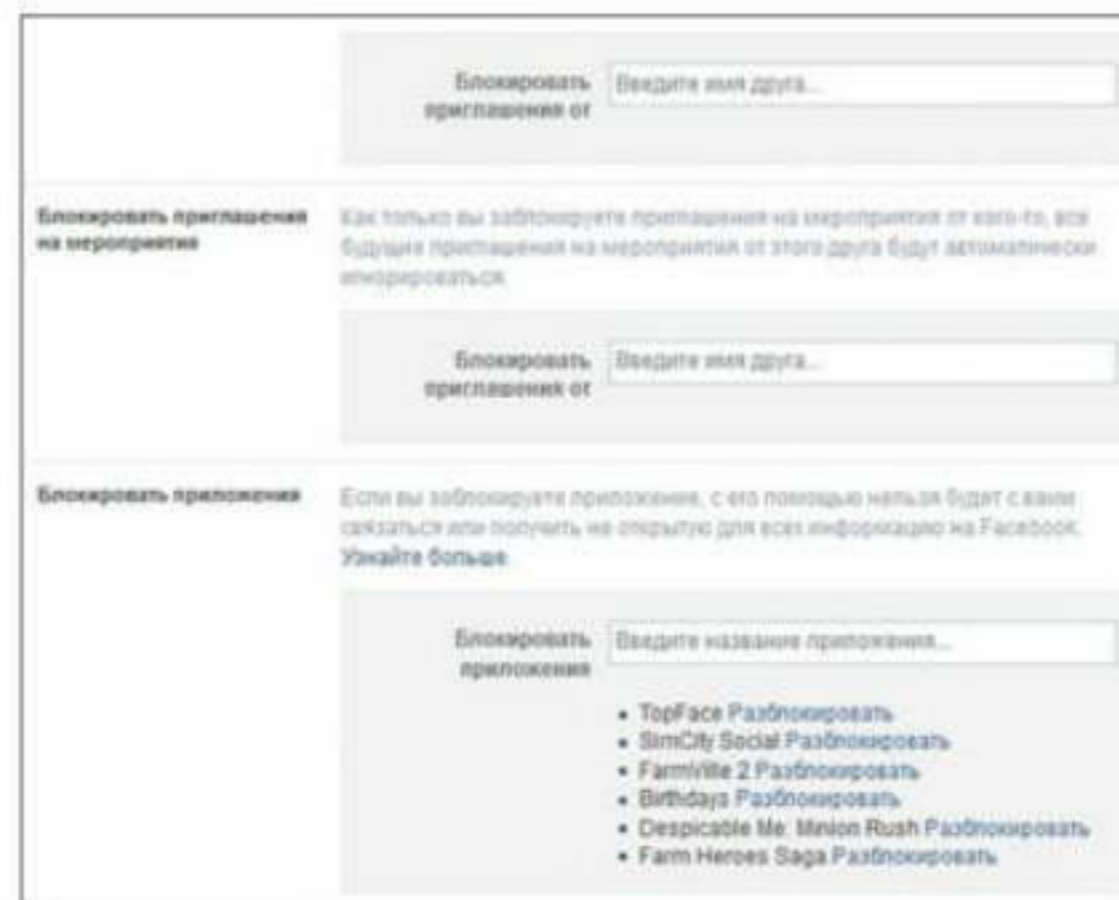 Блокировать
приглашения от
Введите имя друга...
Блокировать приглашения
на мероприятия
Как только вы заблокируете приглашения на мероприятия от кого-то, все
будущие приглашения на мероприятия от этого друга будут автоматически
игнорироваться.
Блокировать
приглашения от
Введите имя друга...
Блокировать приложения
Если вы заблокируете приложение, с его помощью нельзя будет с вами
связаться или получить не открытую для всех информацию на Facebook.
Узнайте больше
Блокировать
приложения
Введите название приложения...
• TopFace Разблокировать
• SimCity Social Разблокировать
• FarmVille 2 Разблокировать
• Birthdays Разблокировать
• Despicable Me: Minion Rush Разблокировать
• Farm Heroes Saga Разблокировать